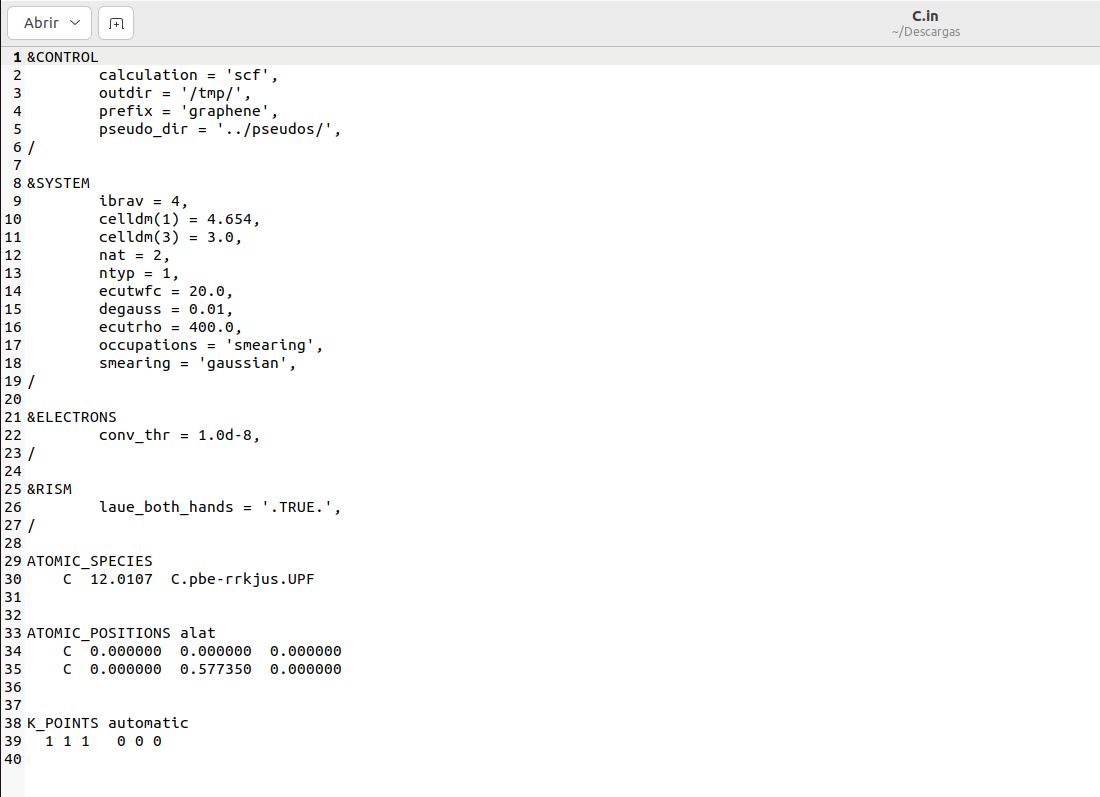 Abrir
C.in
~/Descargas
1 &CONTROL
2         calculation = 'scf',
3         outdir = '/tmp/',
4         prefix = 'graphene',
5         pseudo_dir = '../pseudos/',
6 /
7
8 &SYSTEM
9         ibrav = 4,
10         celldm(1) = 4.654,
11         celldm(3) = 3.0,
12         nat = 2,
13         ntyp = 1,
14         ecutwfc = 20.0,
15         degauss = 0.01,
16         ecutrho = 400.0,
17         occupations = 'smearing',
18         smearing = 'gaussian',
19 /
20
21 &ELECTRONS
22         conv_thr = 1.0d-8,
23 /
24
25 &RISM
26         laue_both_hands = '.TRUE.',
27 /
28
29 ATOMIC_SPECIES
30     C  12.0107  C.pbe-rrkjus.UPF
31
32
33 ATOMIC_POSITIONS alat
34     C  0.000000  0.000000  0.000000
35     C  0.000000  0.577350  0.000000
36
37
38 K_POINTS automatic
39   1 1 1   0 0 0
40